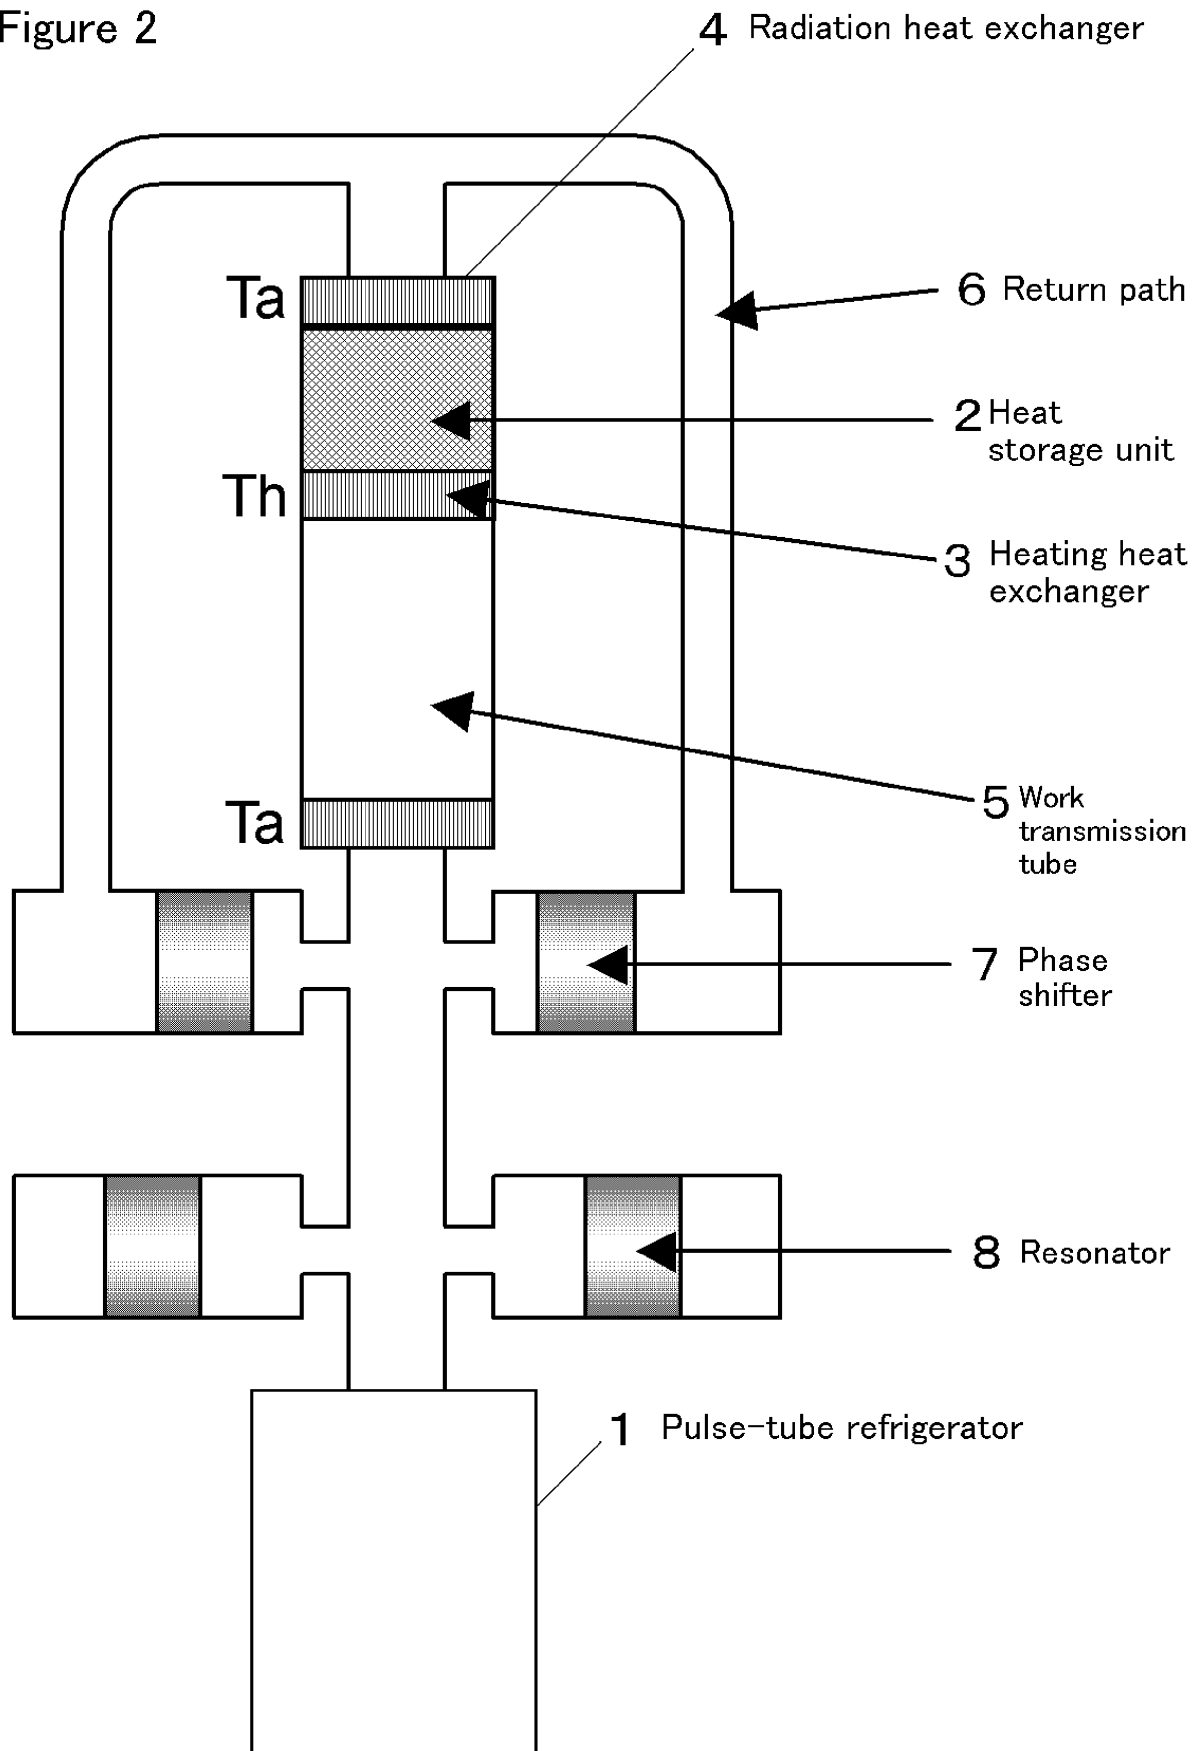 Figure 2
4 Radiation heat exchanger
Ta
6 Return path
2 Heat
storage unit
Th
3 Heating heat
exchanger
5 Work
transmission
tube
Ta
7 Phase
shifter
8 Resonator
1 Pulse-tube refrigerator